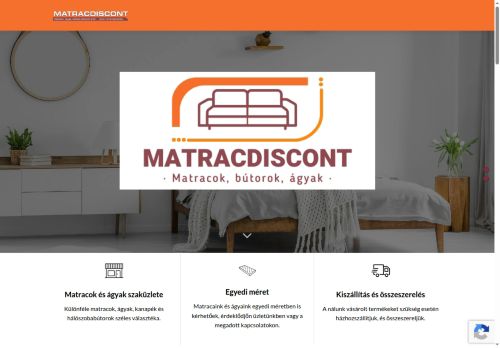 MATRACDISCONT
MATRACDISCONT
· Matracok, bútorok, ágyak ·
Matracok és ágyak szaküzlete
Különféle matracok, ágyak, kanapék és
hálószobabútorok széles választéka.
Egyedi méret
Matracaink és ágyaink egyedi méretben is
kérhetőek, érdeklődjön üzletünkben vagy a
megadott kapcsolatokon.
Kiszállítás és összeszerelés
A nálunk vásárolt termékeket szükség esetén
házhozszállítjuk, és összeszereljük.